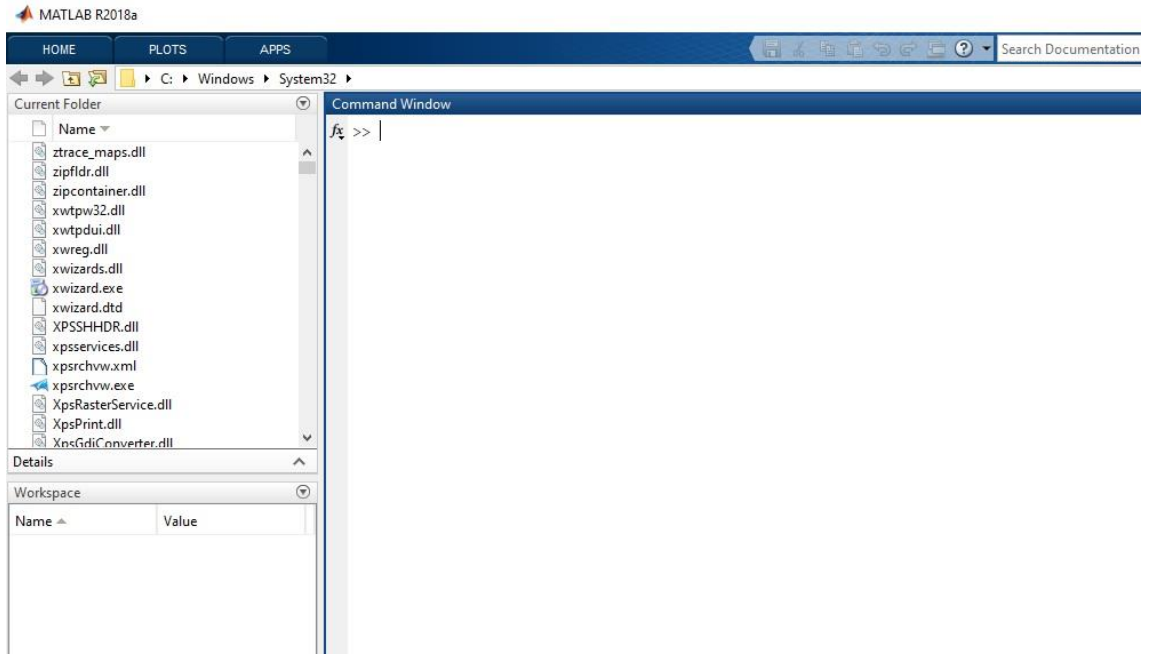 MATLAB R2018a
HOME PLOTS APPS
Search Documentation
C: Windows System32
Current Folder
Command Window
Name
fx >>
ztrace_maps.dll
zipfldr.dll
zipcontainer.dll
xwtpw32.dll
xwtpdui.dll
xwreg.dll
xwizards.dll
xwizard.exe
xwizard.dtd
XPSSHHDR.dll
xpsservices.dll
xpsrchvw.xml
xpsrchvw.exe
XpsRasterService.dll
XpsPrint.dll
XpsGdiConverter.dll
Details
Workspace
Name Value